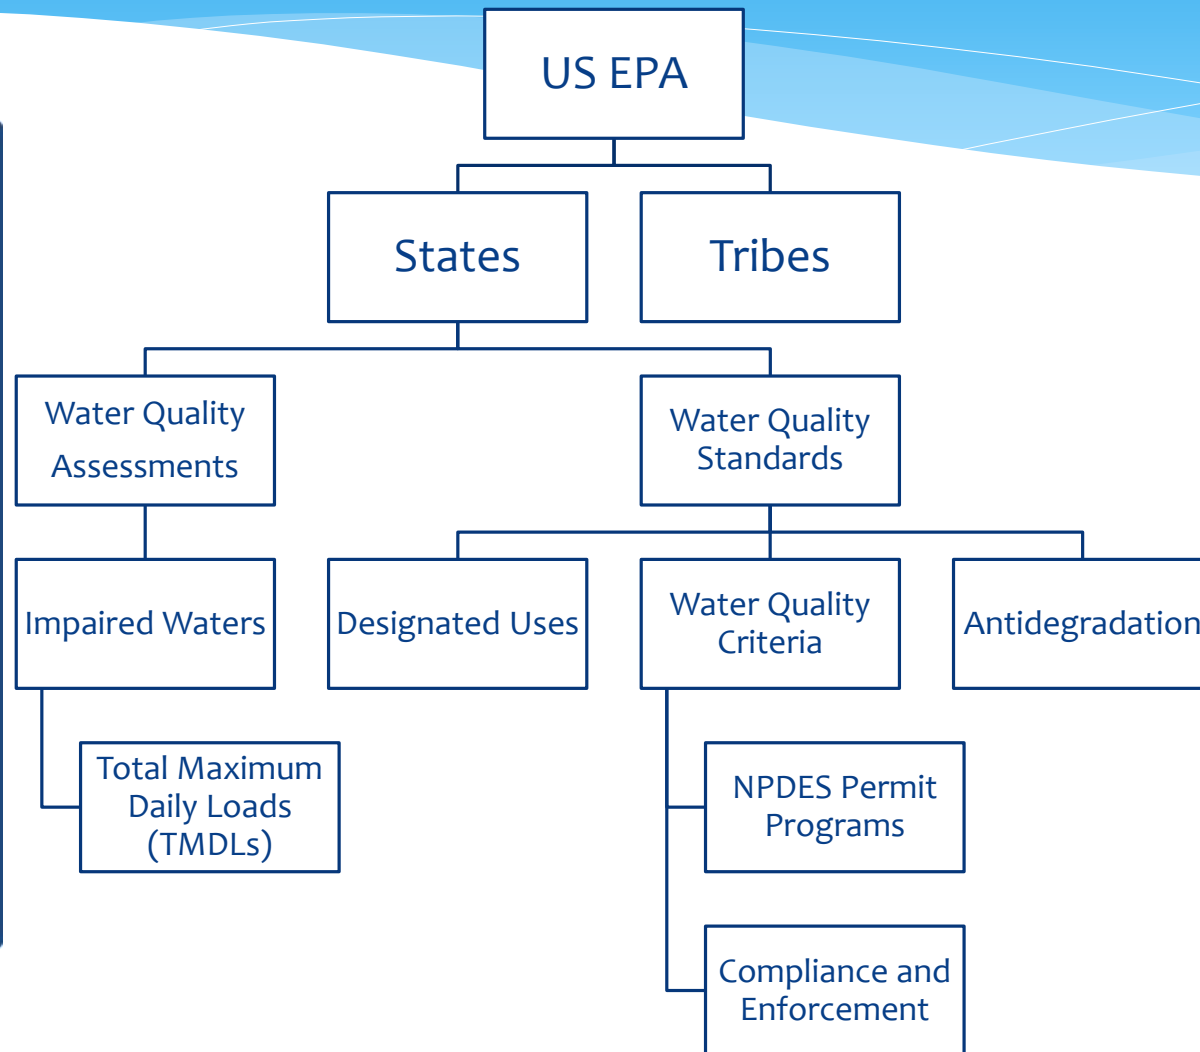 US EPA
States
Tribes
Water Quality
Assessments
Water Quality
Standards
Impaired Waters
Designated Uses
Water Quality
Criteria
Antidegradation
Total Maximum
Daily Loads
(TMDLs)
NPDES Permit
Programs
Compliance and
Enforcement